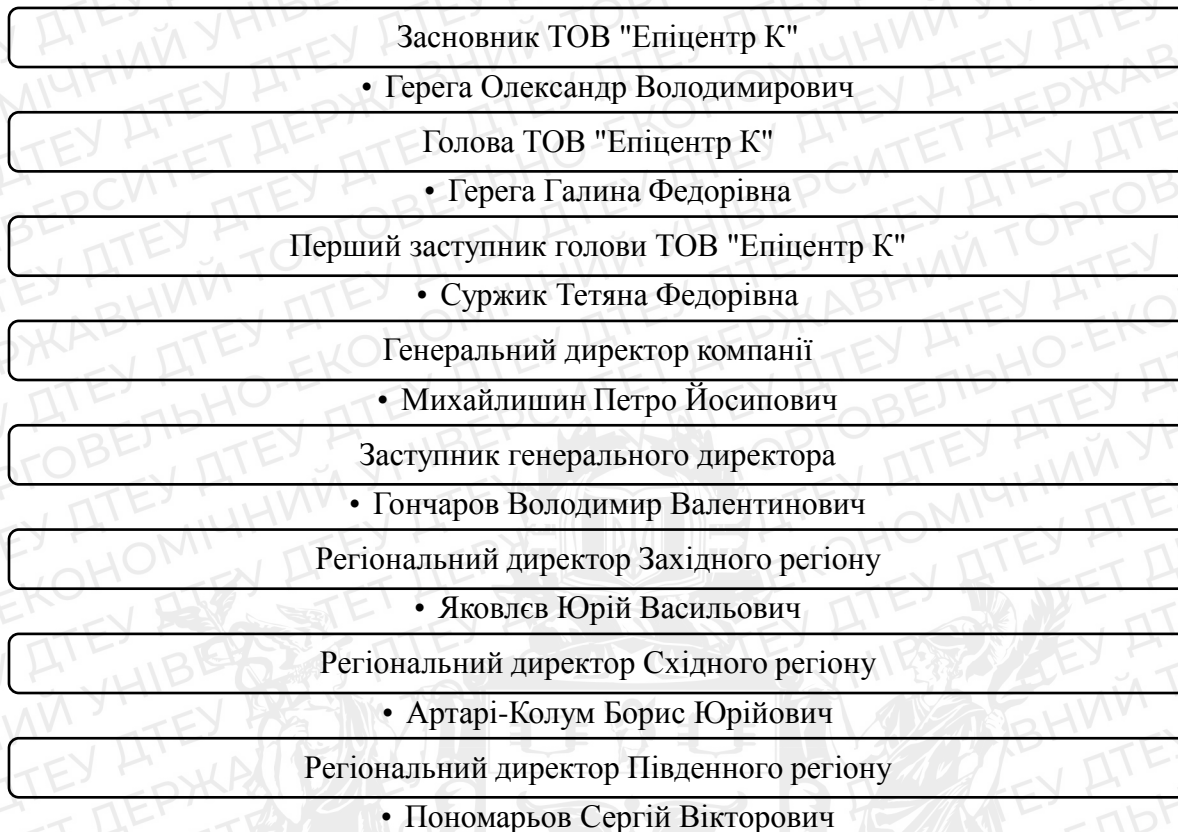 Засновник ТОВ "Епіцентр К"
• Герега Олександр Володимирович
Голова ТОВ "Епіцентр К"
• Герега Галина Федорівна
Перший заступник голови ТОВ "Епіцентр К"
• Суржик Тетяна Федорівна
Генеральний директор компанії
• Михайлишин Петро Йосипович
Заступник генерального директора
• Гончаров Володимир Валентинович
Регіональний директор Західного регіону
• Яковлєв Юрій Васильович
Регіональний директор Східного регіону
• Артарі-Колум Борис Юрійович
Регіональний директор Південного регіону
• Пономарьов Сергій Вікторович